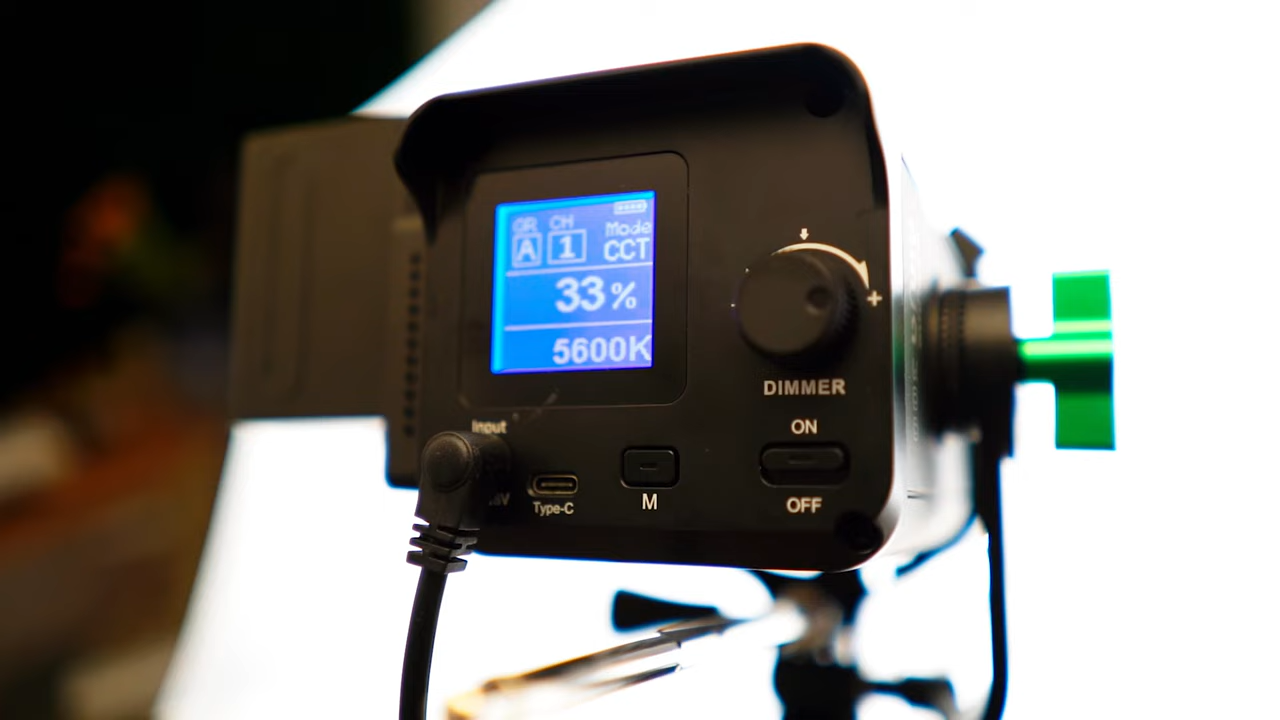 GR CH
Mode
A 1 CCT
33%
5600K
+
DIMMER
ON
OFF
Input
Type-C
M